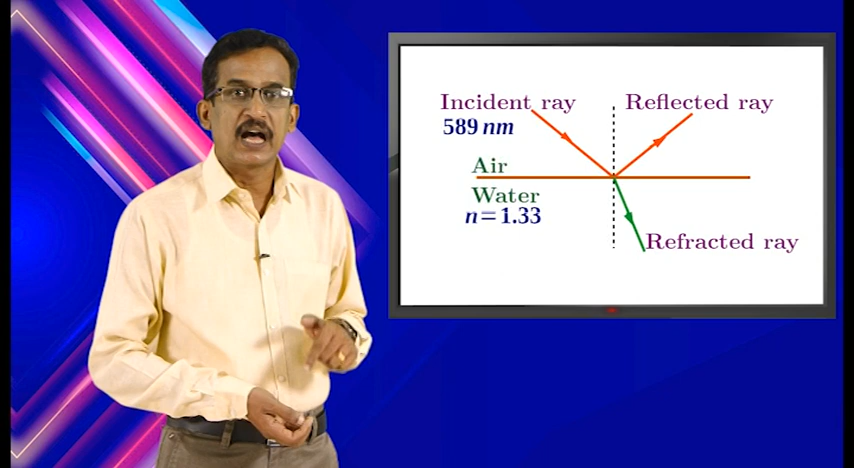 Incident ray
589 nm
Reflected ray
Air
Water
n=1.33
Refracted ray